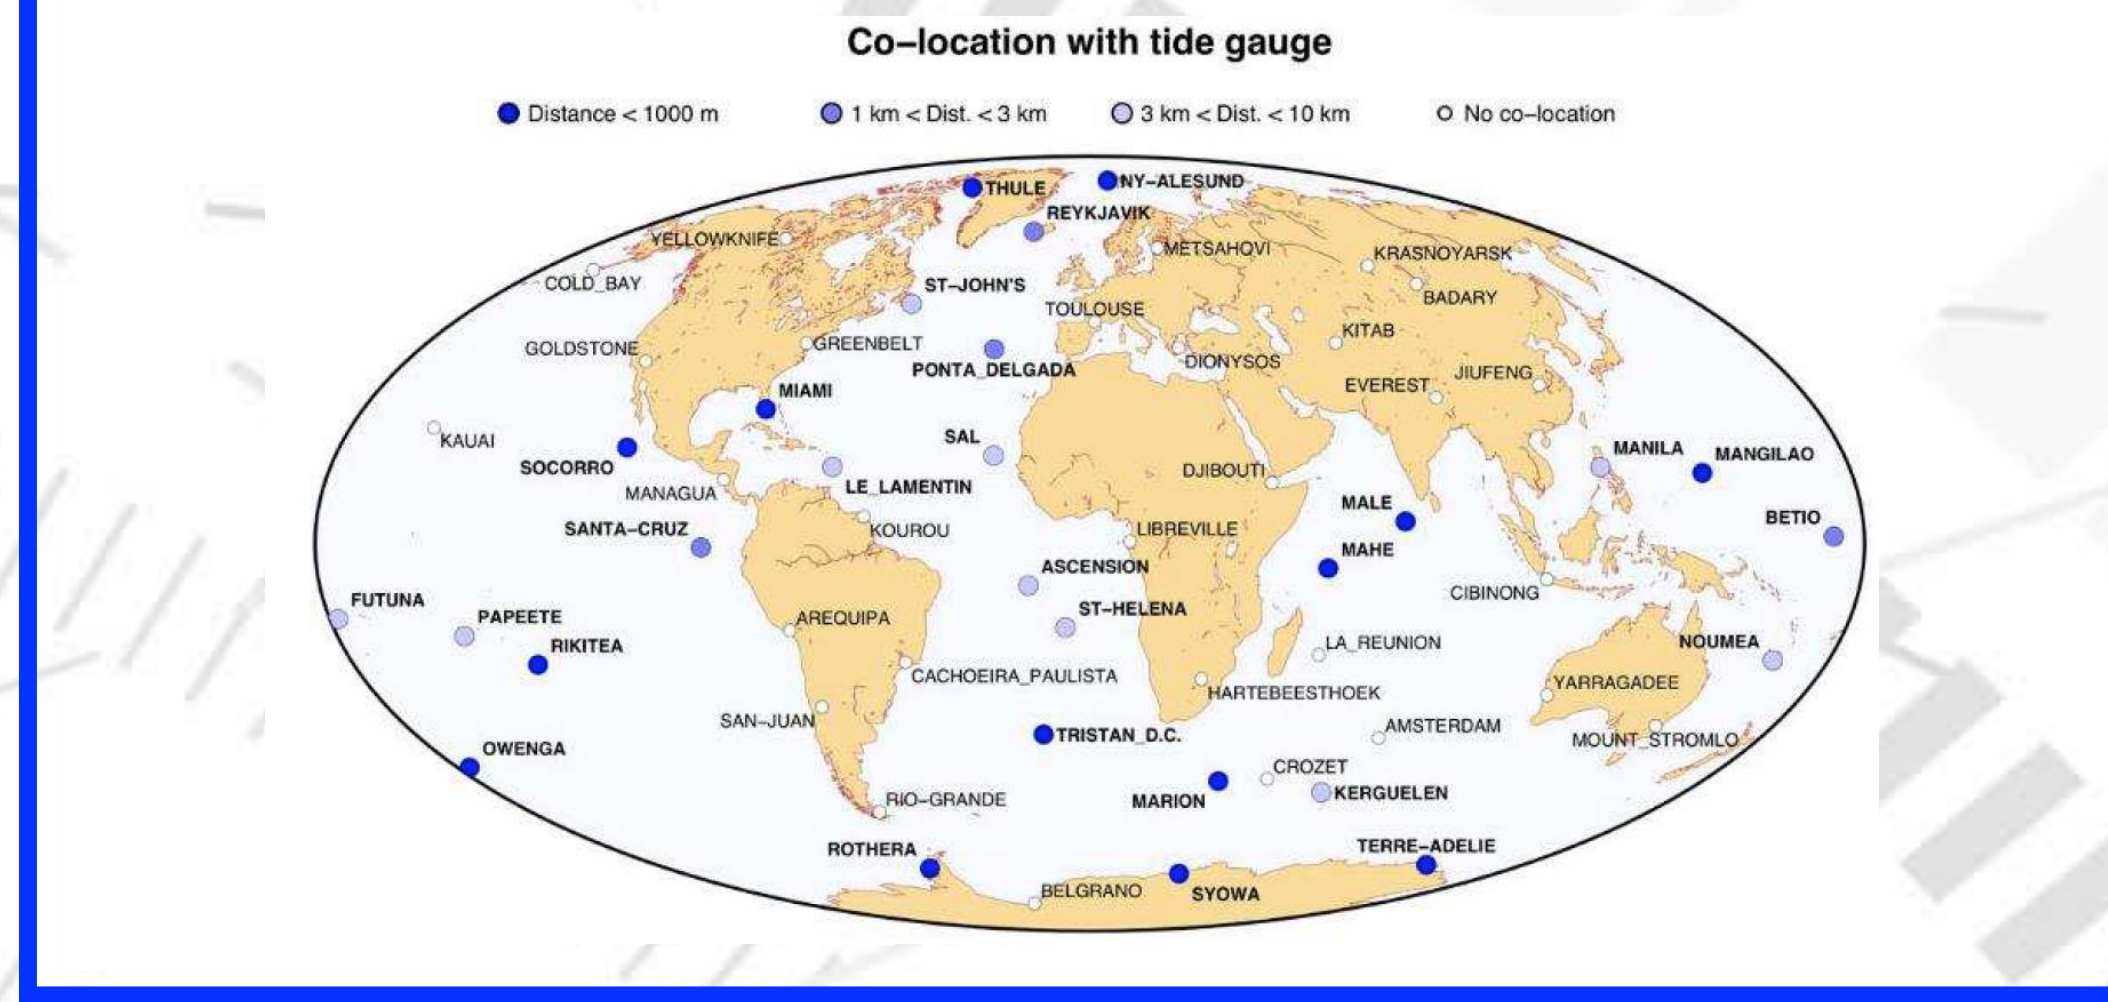 Co-location with tide gauge
Distance < 1000 m
1 km < Dist. < 3 km
3 km < Dist. < 10 km
No co-location
THULE
NY-ALESUND
REYKJAVIK
YELLOWKNIFE
METSAHOVI
KRASNOYARSK
COLD_BAY
ST-JOHN'S
BADARY
TOULOUSE
KITAB
GOLDSTONE
GREENBELT
DIONYSOS
PONTA_DELGADA
JIUFENG
EVEREST
MIAMI
KAUAI
SAL
MANILA
MANGILAO
SOCORRO
DJIBOUTI
LE_LAMENTIN
MANAGUA
MALE
BETIO
SANTA-CRUZ
KOUROU
LIBREVILLE
MAHE
ASCENSION
CIBINONG
FUTUNA
ST-HELENA
PAPEETE
AREQUIPA
RIKITEA
LA_REUNION
NOUMEA
CACHOEIRA_PAULISTA
YARRAGADEE
HARTEBEESTHOEK
SAN-JUAN
AMSTERDAM
TRISTAN_D.C.
MOUNT_STROMLO
OWENGA
CROZET
KERGUELEN
RIO-GRANDE
MARION
TERRE-ADELIE
ROTHERA
BELGRANO
SYOWA